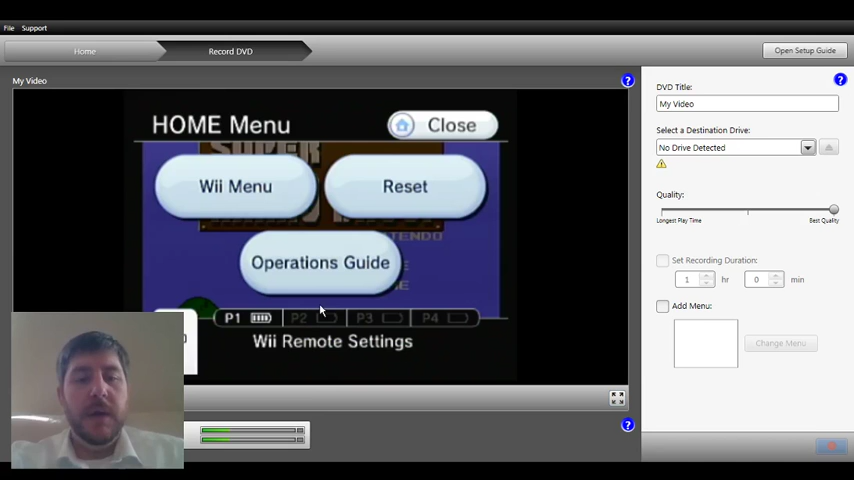 File Support
Home Record DVD Open Setup Guide
My Video
HOME Menu Close
SUPER
Wii Menu Reset
NINTENDO
Operations Guide
P1 P2 P3 P4
Wii Remote Settings
DVD Title:
My Video
Select a Destination Drive:
No Drive Detected
Quality:
Longest Play Time Best Quality
Set Recording Duration:
1 hr 0 min
Add Menu:
Change Menu